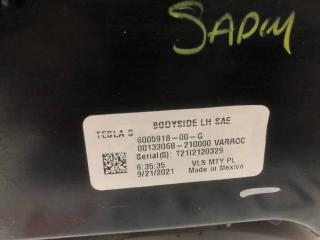 SADM
BODYSIDE LH SAE
TESLA S
6005918-00-G
00133068-210000 VARROC
Serial(S): T21I2120329
6:35:35
VLS MTY PL
9/21/2021
Made in Mexico